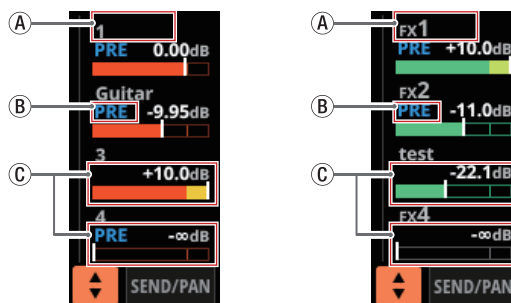 A
1
PRE 0.00dB
Guitar
B
PRE -9.95dB
3
C
+10.0dB
4
PRE -∞dB
SEND/PAN
A
FX1
PRE +10.0dB
FX2
B
PRE -11.0dB
test
C
-22.1dB
FX4
-∞dB
SEND/PAN